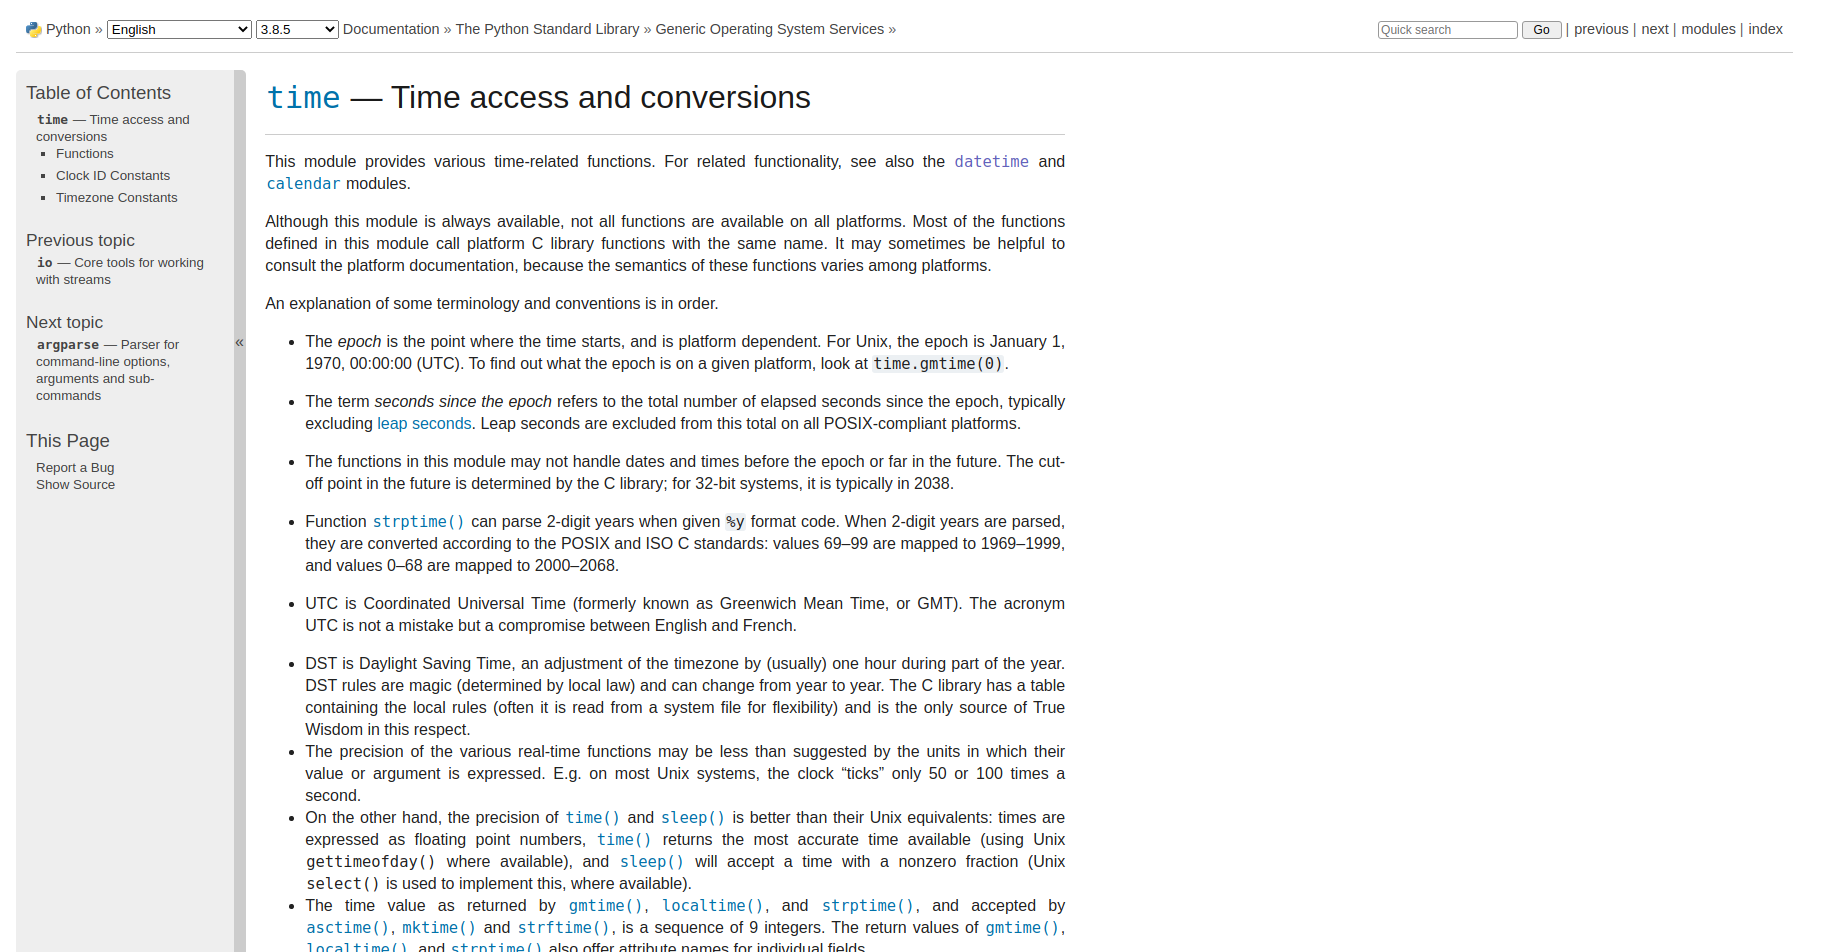 Python » English 3.8.5 Documentation » The Python Standard Library » Generic Operating System Services » Quick search Go | previous | next | modules | index
Table of Contents
time — Time access and
conversions
Functions
Clock ID Constants
Timezone Constants
Previous topic
io — Core tools for working
with streams
Next topic
argparse — Parser for
command-line options,
arguments and sub-
commands
This Page
Report a Bug
Show Source
«
time — Time access and conversions
This module provides various time-related functions. For related functionality, see also the datetime and
calendar modules.
Although this module is always available, not all functions are available on all platforms. Most of the functions
defined in this module call platform C library functions with the same name. It may sometimes be helpful to
consult the platform documentation, because the semantics of these functions varies among platforms.
An explanation of some terminology and conventions is in order.
The epoch is the point where the time starts, and is platform dependent. For Unix, the epoch is January 1,
1970, 00:00:00 (UTC). To find out what the epoch is on a given platform, look at time.gmtime(0).
The term seconds since the epoch refers to the total number of elapsed seconds since the epoch, typically
excluding leap seconds. Leap seconds are excluded from this total on all POSIX-compliant platforms.
The functions in this module may not handle dates and times before the epoch or far in the future. The cut-
off point in the future is determined by the C library; for 32-bit systems, it is typically in 2038.
Function strptime() can parse 2-digit years when given %y format code. When 2-digit years are parsed,
they are converted according to the POSIX and ISO C standards: values 69–99 are mapped to 1969–1999,
and values 0–68 are mapped to 2000–2068.
UTC is Coordinated Universal Time (formerly known as Greenwich Mean Time, or GMT). The acronym
UTC is not a mistake but a compromise between English and French.
DST is Daylight Saving Time, an adjustment of the timezone by (usually) one hour during part of the year.
DST rules are magic (determined by local law) and can change from year to year. The C library has a table
containing the local rules (often it is read from a system file for flexibility) and is the only source of True
Wisdom in this respect.
The precision of the various real-time functions may be less than suggested by the units in which their
value or argument is expressed. E.g. on most Unix systems, the clock “ticks” only 50 or 100 times a
second.
On the other hand, the precision of time() and sleep() is better than their Unix equivalents: times are
expressed as floating point numbers, time() returns the most accurate time available (using Unix
gettimeofday() where available), and sleep() will accept a time with a nonzero fraction (Unix
select() is used to implement this, where available).
The time value as returned by gmtime(), localtime(), and strptime(), and accepted by
asctime(), mktime() and strftime(), is a sequence of 9 integers. The return values of gmtime(),
localtime(), and strptime() also offer attribute names for individual fields.